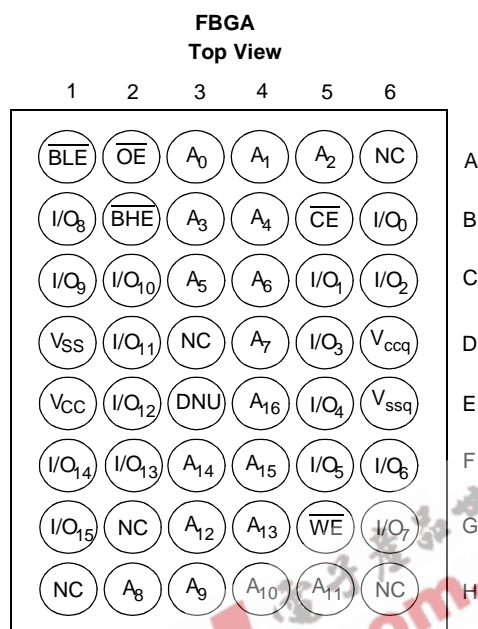 FBGA
Top View
1 2 3 4 5 6
BLE OE A0 A1 A2 NC A
I/O8 BHE A3 A4 CE I/O0 B
I/O9 I/O10 A5 A6 I/O1 I/O2 C
VSS I/O11 NC A7 I/O3 Vccq D
VCC I/O12 DNU A16 I/O4 Vssq E
I/O14 I/O13 A14 A15 I/O5 I/O6 F
I/O15 NC A12 A13 WE I/O7 G
NC A8 A9 A10 A11 NC H